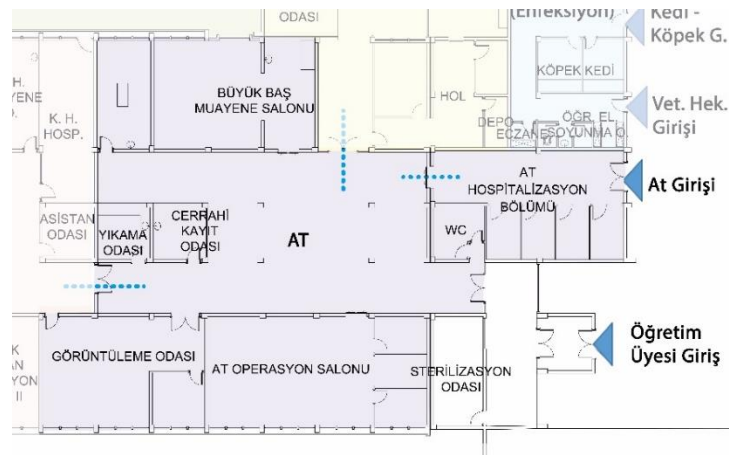 ODASI
(Enfeksiyon)
Kedi -
Köpek G.
BÜYÜK BAŞ
MUAYENE SALONU
HOL
KÖPEK
KEDİ
K. H.
HOSP.
DEPO
ECZANE
ÖĞR. EL.
SOYUNMA O.
Vet. Hek.
Girişi
AT
HOSPITALİZASYON
BÖLÜMÜ
At Girişi
ASİSTAN
ODASI
YIKAMA
ODASI
CERRAHİ
KAYIT
ODASI
AT
WC
GÖRÜNTÜLEME ODASI
AT OPERASYON SALONU
STERİLİZASYON
ODASI
Öğretim
Üyesi Giriş
II